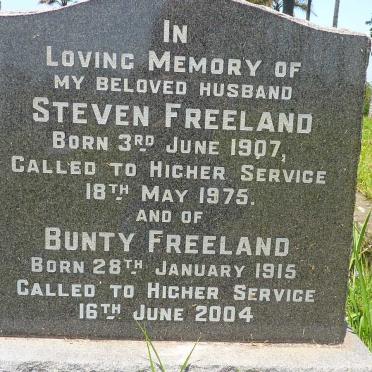 In
Loving Memory of
my beloved husband
Steven Freeland
Born 3rd June 1907,
Called to Higher Service
18th May 1975.
and of
Bunty Freeland
Born 28th January 1915
Called to Higher Service
16th June 2004